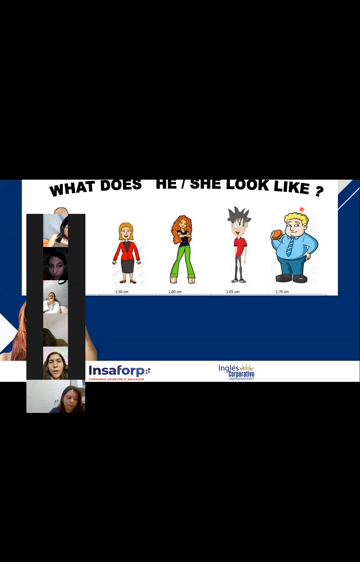 WHAT DOES HE / SHE LOOK LIKE ?
1.50 cm 1.60 cm 1.65 cm 1.70 cm
Insaforp
Inglés
Corporativo